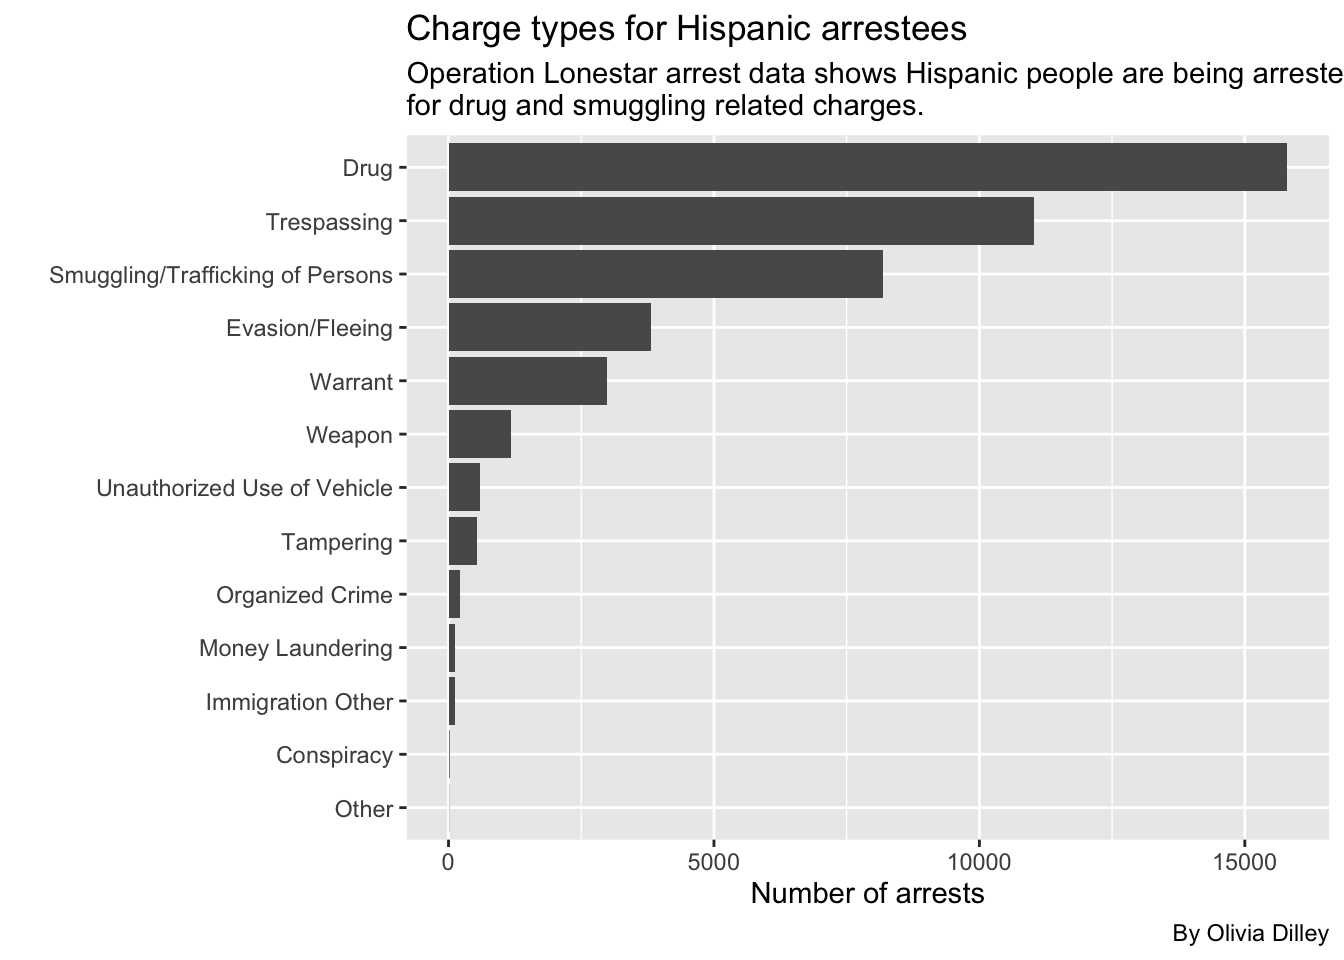 Charge types for Hispanic arrestees
Operation Lonestar arrest data shows Hispanic people are being arreste
for drug and smuggling related charges.
Drug
Trespassing
Smuggling/Trafficking of Persons
Evasion/Fleeing
Warrant
Weapon
Unauthorized Use of Vehicle
Tampering
Organized Crime
Money Laundering
Immigration Other
Conspiracy
Other
0 5000 10000 15000
Number of arrests
By Olivia Dilley